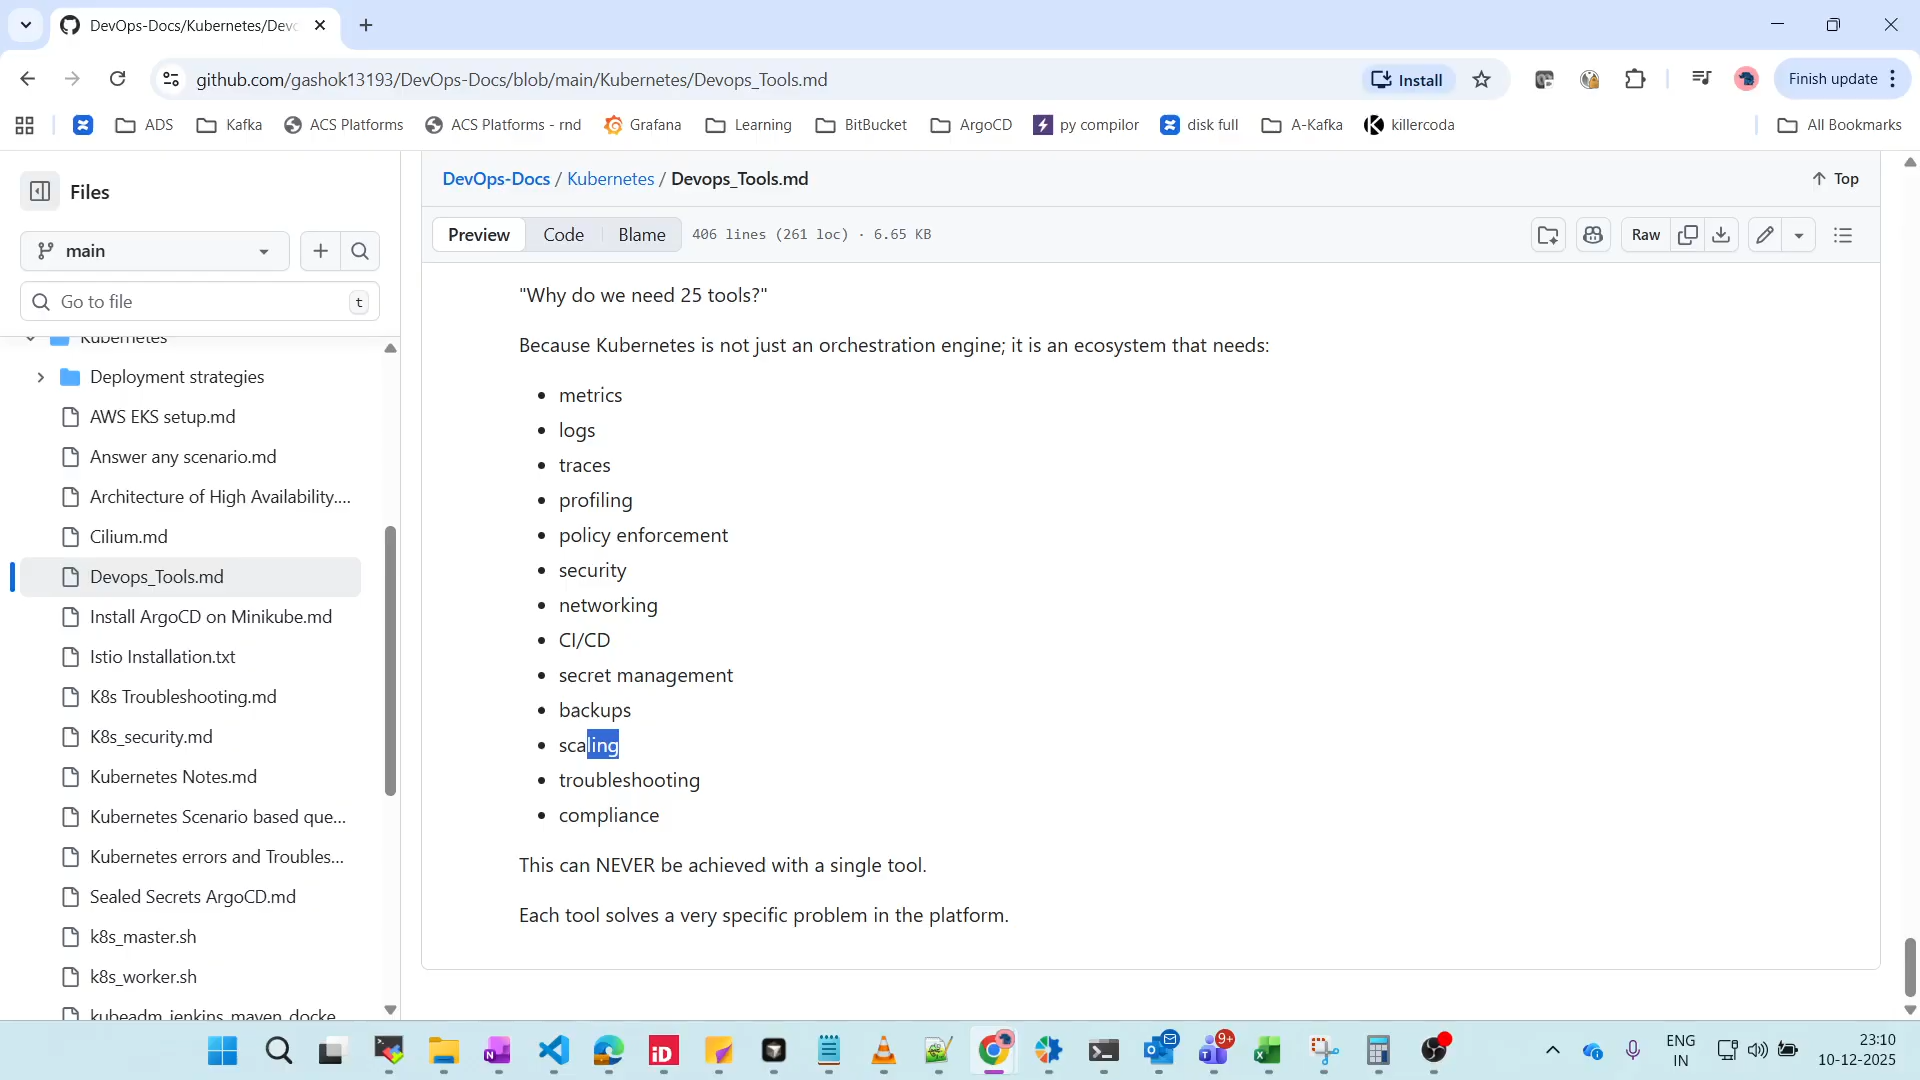 DevOps-Docs/Kubernetes/Devo
github.com/gashok13193/DevOps-Docs/blob/main/Kubernetes/Devops_Tools.md
Install
Finish update
ADS
Kafka
ACS Platforms
ACS Platforms - rnd
Grafana
Learning
BitBucket
ArgoCD
py compilor
disk full
A-Kafka
killercoda
All Bookmarks
Files
main
Go to file
t
Kubernetes
Deployment strategies
AWS EKS setup.md
Answer any scenario.md
Architecture of High Availability....
Cilium.md
Devops_Tools.md
Install ArgoCD on Minikube.md
Istio Installation.txt
K8s Troubleshooting.md
K8s_security.md
Kubernetes Notes.md
Kubernetes Scenario based que...
Kubernetes errors and Troubles...
Sealed Secrets ArgoCD.md
k8s_master.sh
k8s_worker.sh
kubeadm_jenkins_maven_docke
DevOps-Docs / Kubernetes / Devops_Tools.md
Top
Preview
Code
Blame
406 lines (261 loc) · 6.65 KB
Raw
"Why do we need 25 tools?"
Because Kubernetes is not just an orchestration engine; it is an ecosystem that needs:
• metrics
• logs
• traces
• profiling
• policy enforcement
• security
• networking
• CI/CD
• secret management
• backups
• scaling
• troubleshooting
• compliance
This can NEVER be achieved with a single tool.
Each tool solves a very specific problem in the platform.
iD
9+
ENG
IN
23:10
10-12-2025